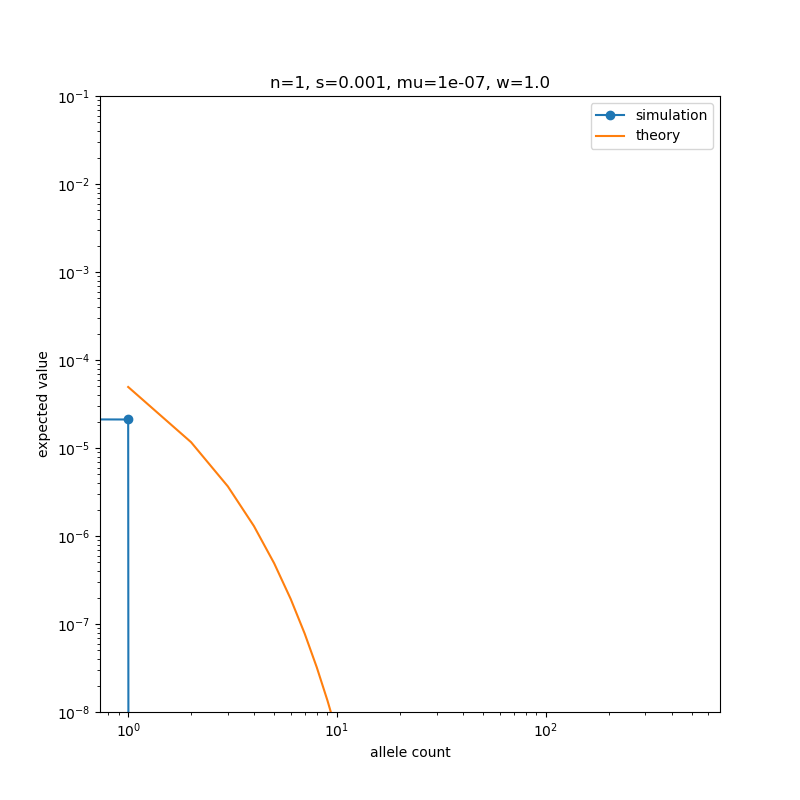 n=1, s=0.001, mu=1e-07, w=1.0
simulation
theory
10⁻¹
10⁻²
10⁻³
10⁻⁴
10⁻⁵
10⁻⁶
10⁻⁷
10⁻⁸
expected value
10⁰
10¹
10²
allele count